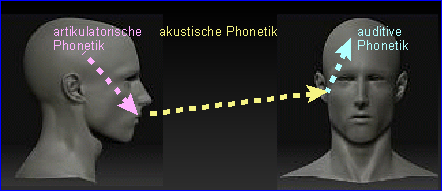 artikulatorische
Phonetik
akustische Phonetik
auditive
Phonetik